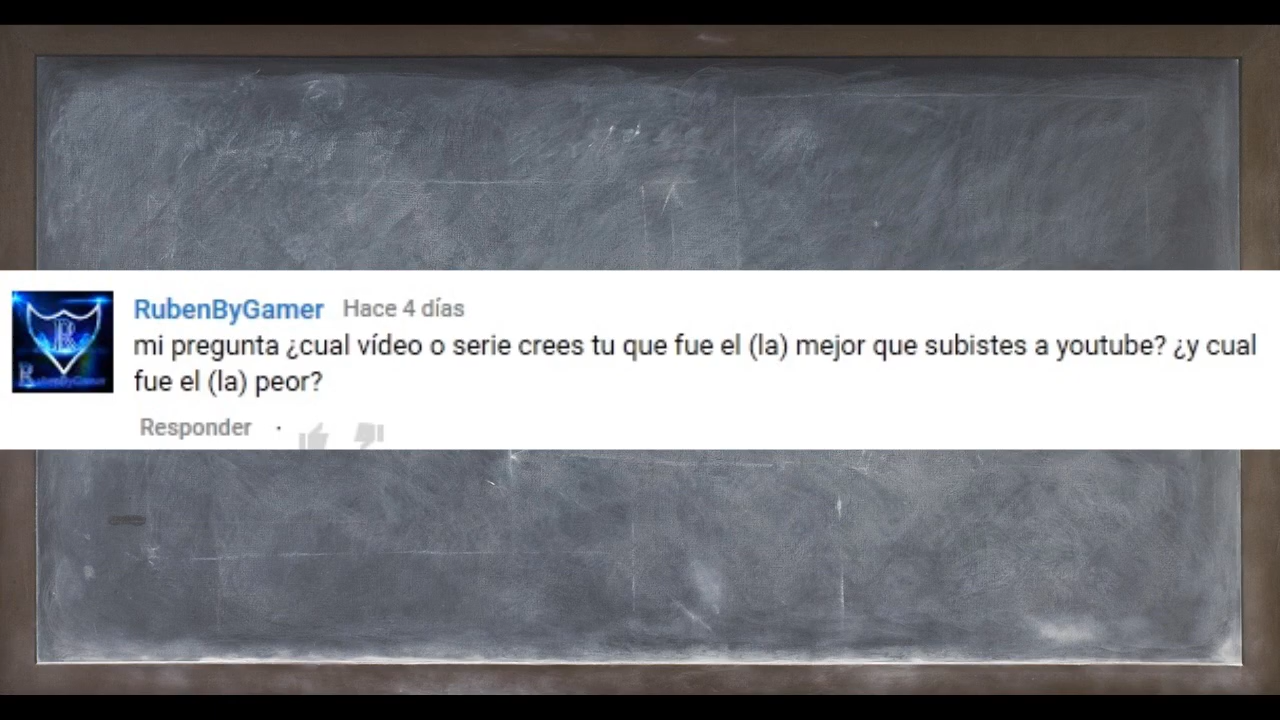 RubenByGamer Hace 4 días
mi pregunta ¿cual vídeo o serie crees tu que fue el (la) mejor que subistes a youtube? ¿y cual
fue el (la) peor?
Responder ·